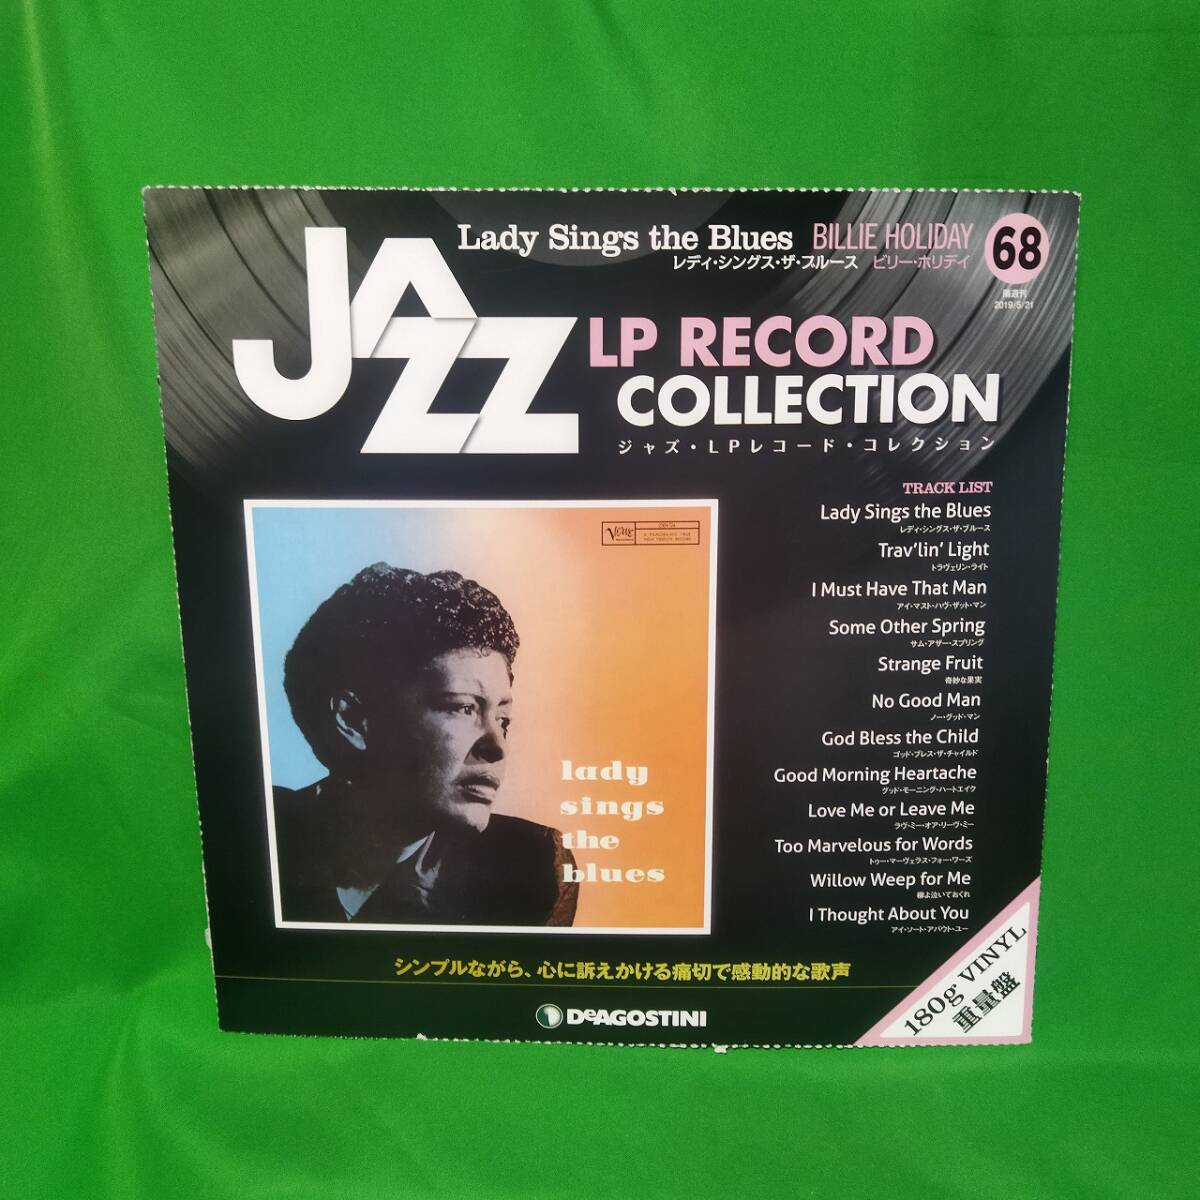 Lady Sings the Blues BILLIE HOLIDAY
レディ・シングス・ザ・ブルース ビリー・ホリデイ
68
隔週刊
2019/5/21
JAZZ
LP RECORD
COLLECTION
ジャズ・LPレコード・コレクション
TRACK LIST
Lady Sings the Blues
レディ・シングス・ザ・ブルース
Trav'lin' Light
トラヴェリン・ライト
I Must Have That Man
アイ・マスト・ハヴ・ザット・マン
Some Other Spring
サム・アザー・スプリング
Strange Fruit
奇妙な果実
No Good Man
ノー・グッド・マン
God Bless the Child
ゴッド・ブレス・ザ・チャイルド
Good Morning Heartache
グッド・モーニング・ハートエイク
Love Me or Leave Me
ラヴ・ミー・オア・リーヴ・ミー
Too Marvelous for Words
トゥー・マーヴェラス・フォー・ワーズ
Willow Weep for Me
柳よ泣いておくれ
I Thought About You
アイ・ソート・アバウト・ユー
Verve
lady
sings
the
blues
シンプルながら、心に訴えかける痛切で感動的な歌声
DeAGOSTINI
180g VINYL
重量盤